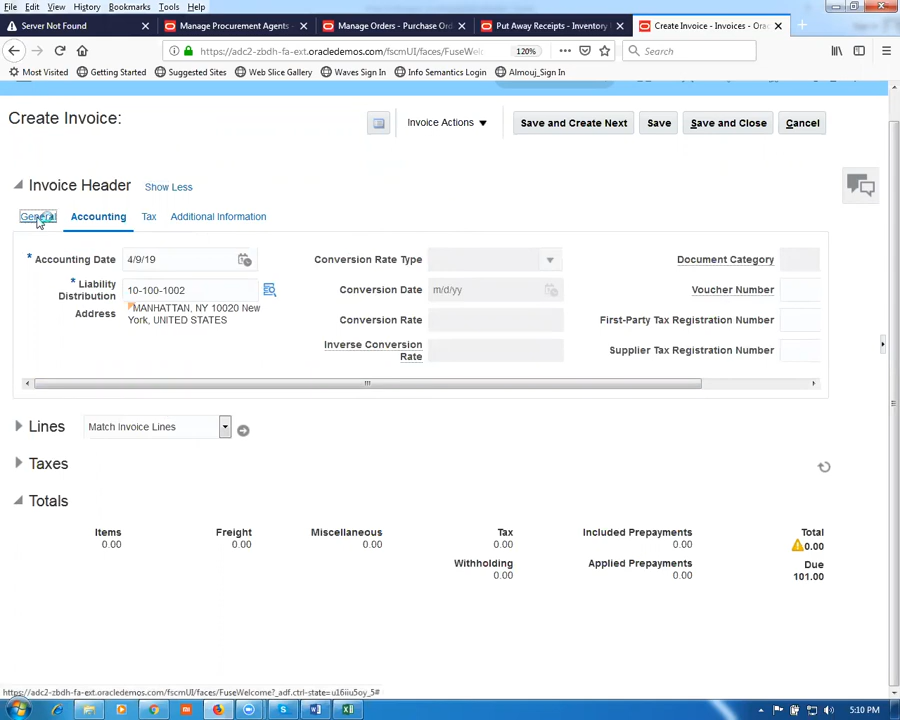 File Edit View History Bookmarks Tools Help
Server Not Found
Manage Procurement Agents -
Manage Orders - Purchase Ord
Put Away Receipts - Inventory
Create Invoice - Invoices - Orac
https://adc2-zbdh-fa-ext.oracledemos.com/fscmUI/faces/FuseWelc
120%
Search
Most Visited Getting Started Suggested Sites Web Slice Gallery Waves Sign In Info Semantics Login Almouj_Sign In
Create Invoice:
Invoice Actions
Save and Create Next
Save
Save and Close
Cancel
Invoice Header Show Less
General Accounting Tax Additional Information
* Accounting Date 4/9/19
* Liability Distribution 10-100-1002
Address MANHATTAN, NY 10020 New
York, UNITED STATES
Conversion Rate Type
Conversion Date m/d/yy
Conversion Rate
Inverse Conversion
Rate
Document Category
Voucher Number
First-Party Tax Registration Number
Supplier Tax Registration Number
Lines Match Invoice Lines
Taxes
Totals
Items Freight Miscellaneous Tax Included Prepayments Total
0.00 0.00 0.00 0.00 0.00 0.00
Withholding Applied Prepayments Due
0.00 0.00 101.00
https://adc2-zbdh-fa-ext.oracledemos.com/fscmUI/faces/FuseWelcome?_adf.ctrl-state=u16iiu5oy_5#
5:10 PM